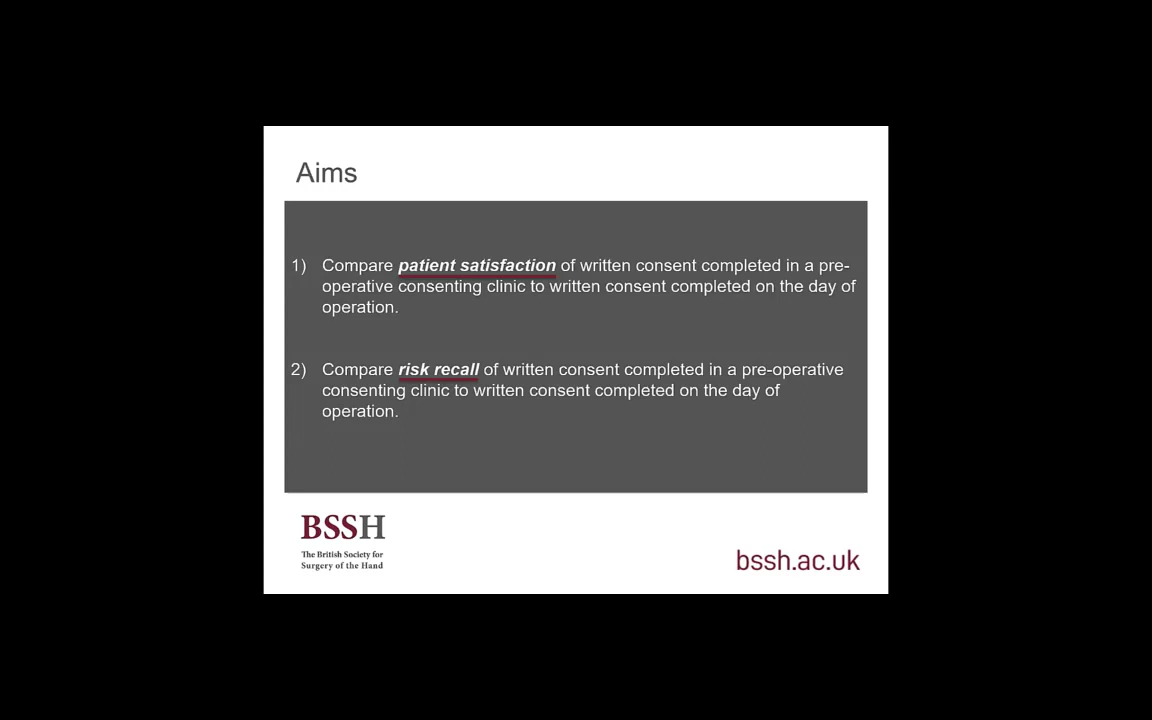 Aims
1) Compare patient satisfaction of written consent completed in a pre-
operative consenting clinic to written consent completed on the day of
operation.
2) Compare risk recall of written consent completed in a pre-operative
consenting clinic to written consent completed on the day of
operation.
BSSH
The British Society for
Surgery of the Hand
bssh.ac.uk